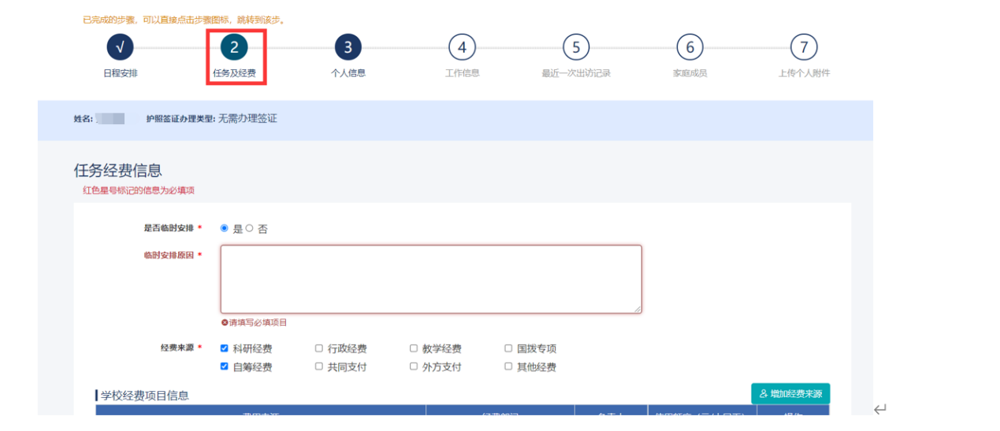 已完成的步骤，可以直接点击步骤图标，跳转到该步。
√ 2 3 4 5 6 7
日程安排 任务及经费 个人信息 工作信息 最近一次出访记录 家庭成员 上传个人附件
姓名: 护照签证办理类型: 无需办理签证
任务经费信息
红色星号标记的信息为必填项
是否临时安排 * 是 否
临时安排原因 *
请填写必填项目
经费来源 * 科研经费 行政经费 教学经费 国拨专项
自筹经费 共同支付 外方支付 其他经费
学校经费项目信息 增加经费来源